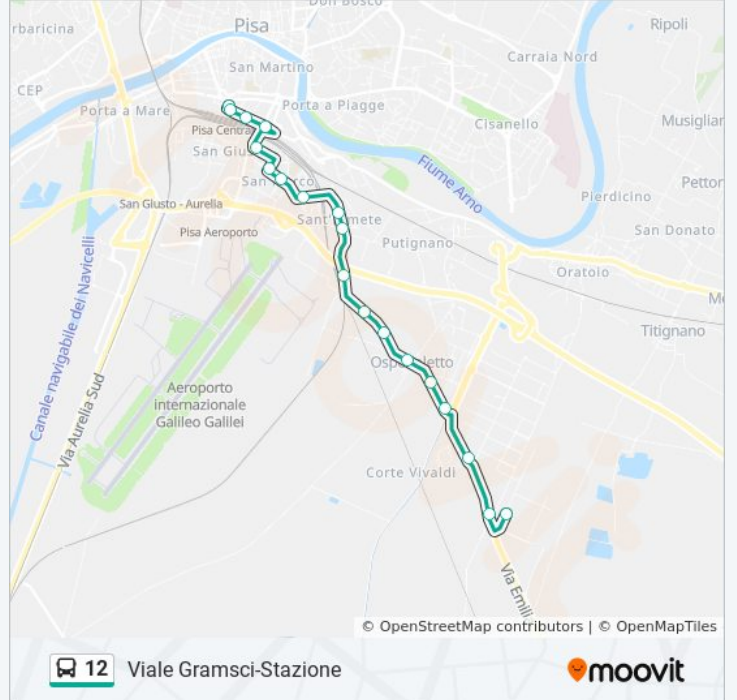 Don Bosco
Pisa
Ripoli
rbaricina
Carraia Nord
San Martino
CEP
Porta a Piagge
Porta a Mare
Cisanello
Musigliar
Pisa Centra
San Gius
Fiume Arno
San Marco
Pettor
Pierdicino
San Giusto - Aurella
Sant'Ermete
San Donato
Pisa Aeroporto
Putignano
Oratoio
Canale navigabile dei Navicelli
Titignano
Ospedaletto
Aeroporto
internazionale
Galileo Galilei
Via Aurelia Sud
Corte Vivaldi
Via Emili
© OpenStreetMap contributors | © OpenMapTiles
12 Viale Gramsci-Stazione
moovit